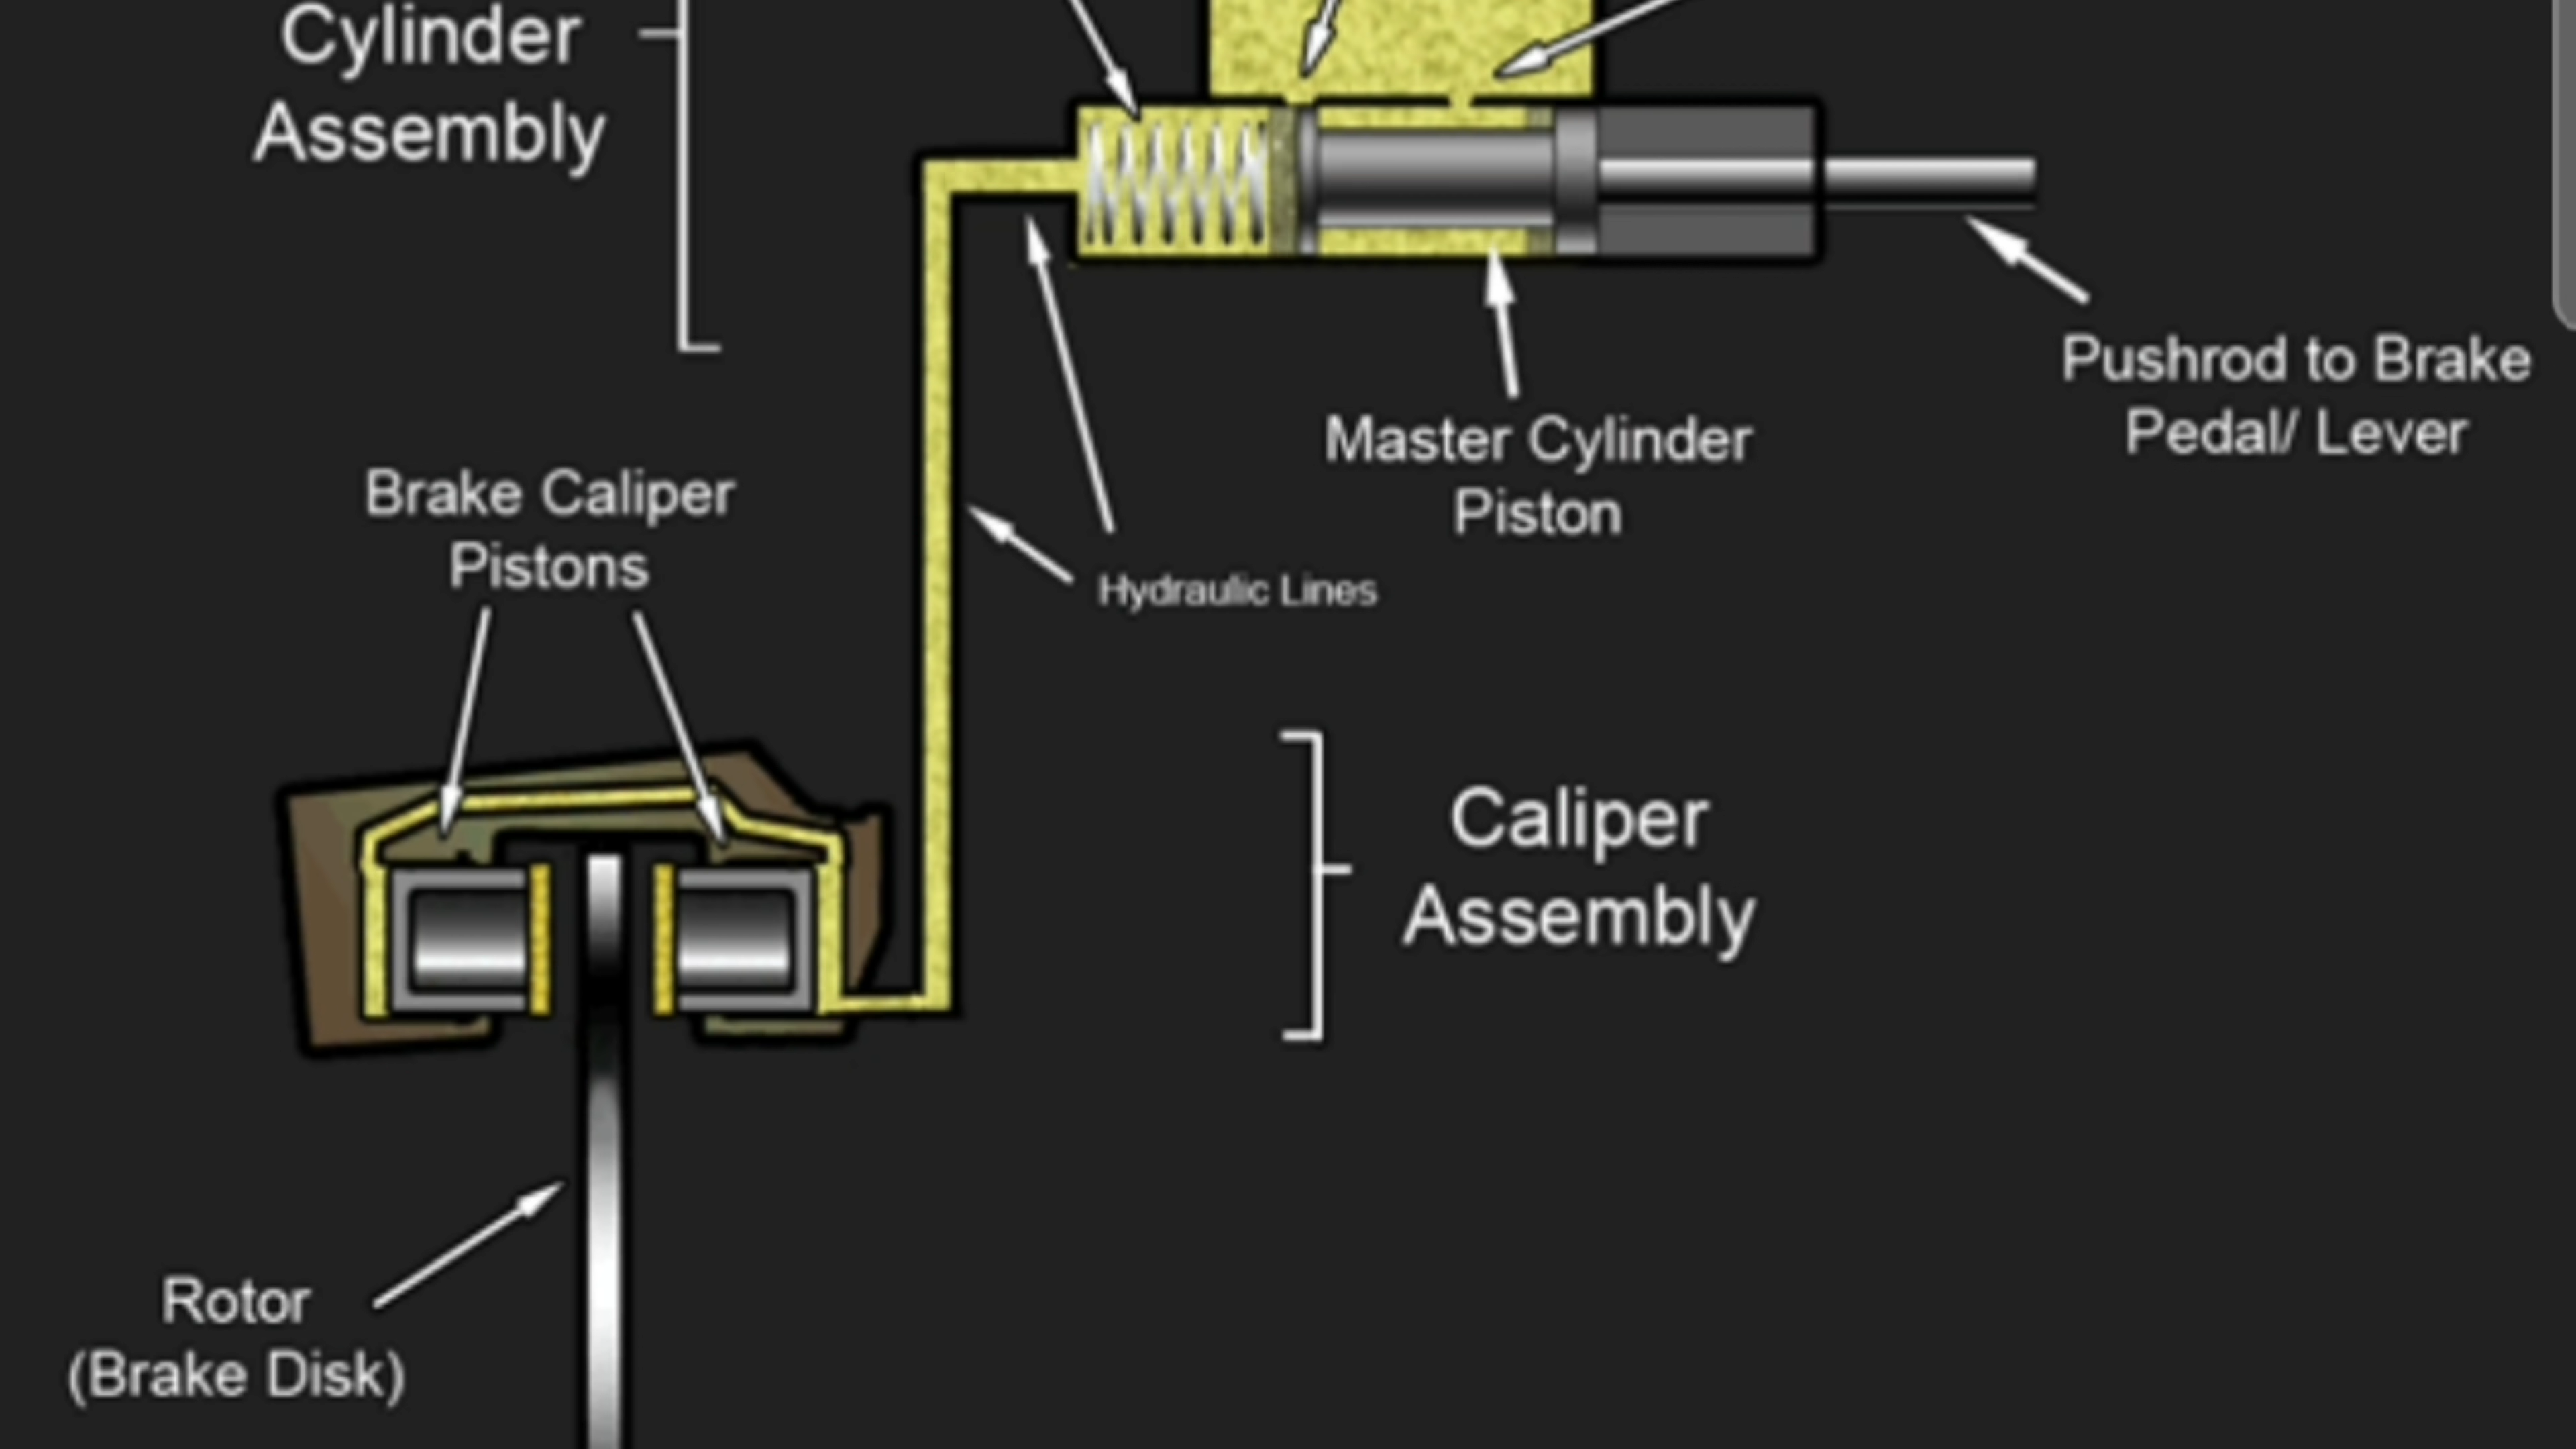 Cylinder
Assembly
Pushrod to Brake
Pedal/ Lever
Master Cylinder
Piston
Brake Caliper
Pistons
Hydraulic Lines
Caliper
Assembly
Rotor
(Brake Disk)